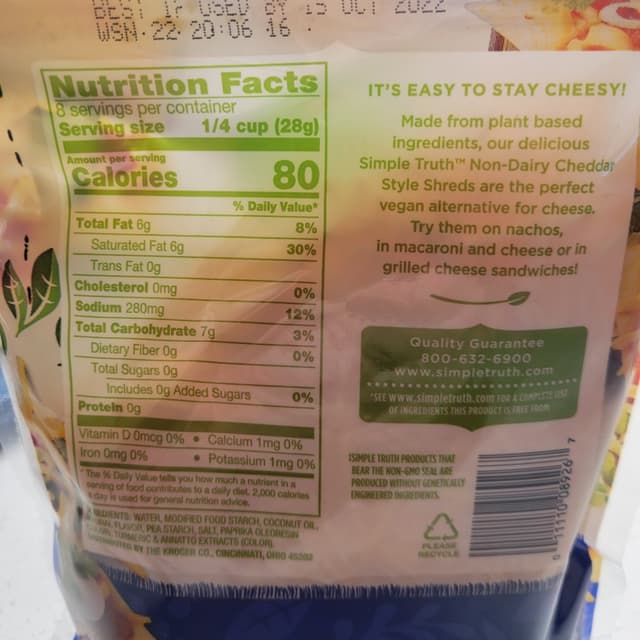 BEST IF USED BY 15 OCT 2022
WSN 22 20:06 16
Nutrition Facts
8 servings per container
Serving size 1/4 cup (28g)
Amount per serving
Calories 80
% Daily Value*
Total Fat 6g 8%
Saturated Fat 6g 30%
Trans Fat 0g
Cholesterol 0mg 0%
Sodium 280mg 12%
Total Carbohydrate 7g 3%
Dietary Fiber 0g 0%
Total Sugars 0g
Includes 0g Added Sugars 0%
Protein 0g
Vitamin D 0mcg 0% • Calcium 1mg 0%
Iron 0mg 0% • Potassium 1mg 0%
* The % Daily Value tells you how much a nutrient in a
serving of food contributes to a daily diet. 2,000 calories
a day is used for general nutrition advice.
WATER, MODIFIED FOOD STARCH, COCONUT OIL,
FLAVOR, PEA STARCH, SALT, PAPRIKA OLEORESIN
TURMERIC & ANNATTO EXTRACTS (COLOR).
BY THE KROGER CO., CINCINNATI, OHIO 45202
IT'S EASY TO STAY CHEESY!
Made from plant based
ingredients, our delicious
Simple Truth™ Non-Dairy Cheddar
Style Shreds are the perfect
vegan alternative for cheese.
Try them on nachos,
in macaroni and cheese or in
grilled cheese sandwiches!
Quality Guarantee
800-632-6900
www.simpletruth.com
*SEE www.simpletruth.com FOR A COMPLETE LIST
OF INGREDIENTS THIS PRODUCT IS FREE FROM
SIMPLE TRUTH PRODUCTS THAT
BEAR THE NON-GMO SEAL ARE
PRODUCED WITHOUT GENETICALLY
ENGINEERED INGREDIENTS.
PLEASE
RECYCLE
0 11110 08926 7